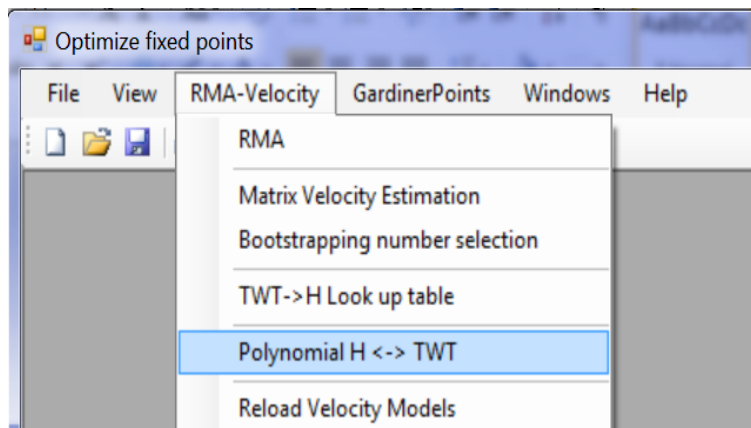 Optimize fixed points
File View RMA-Velocity GardinerPoints Windows Help
RMA
Matrix Velocity Estimation
Bootstrapping number selection
TWT->H Look up table
Polynomial H <-> TWT
Reload Velocity Models